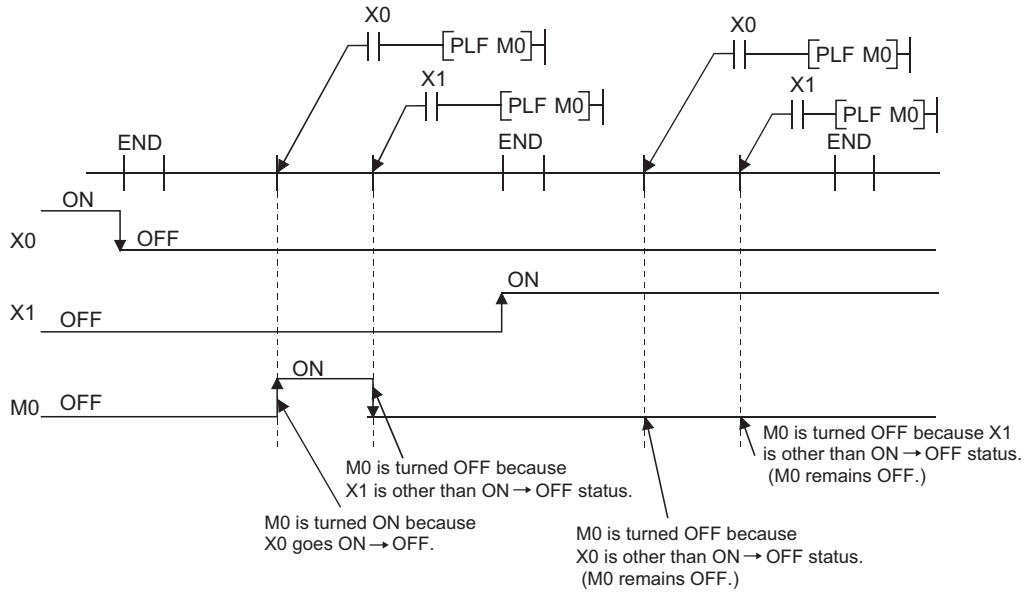 X0
[PLF M0]
X1
[PLF M0]
X0
[PLF M0]
X1
[PLF M0]
END
END
END
ON
X0
OFF
ON
X1
OFF
ON
M0
OFF
M0 is turned OFF because
X1 is other than ON→OFF status.
M0 is turned ON because
X0 goes ON→OFF.
M0 is turned OFF because X1
is other than ON→OFF status.
(M0 remains OFF.)
M0 is turned OFF because
X0 is other than ON→OFF status.
(M0 remains OFF.)